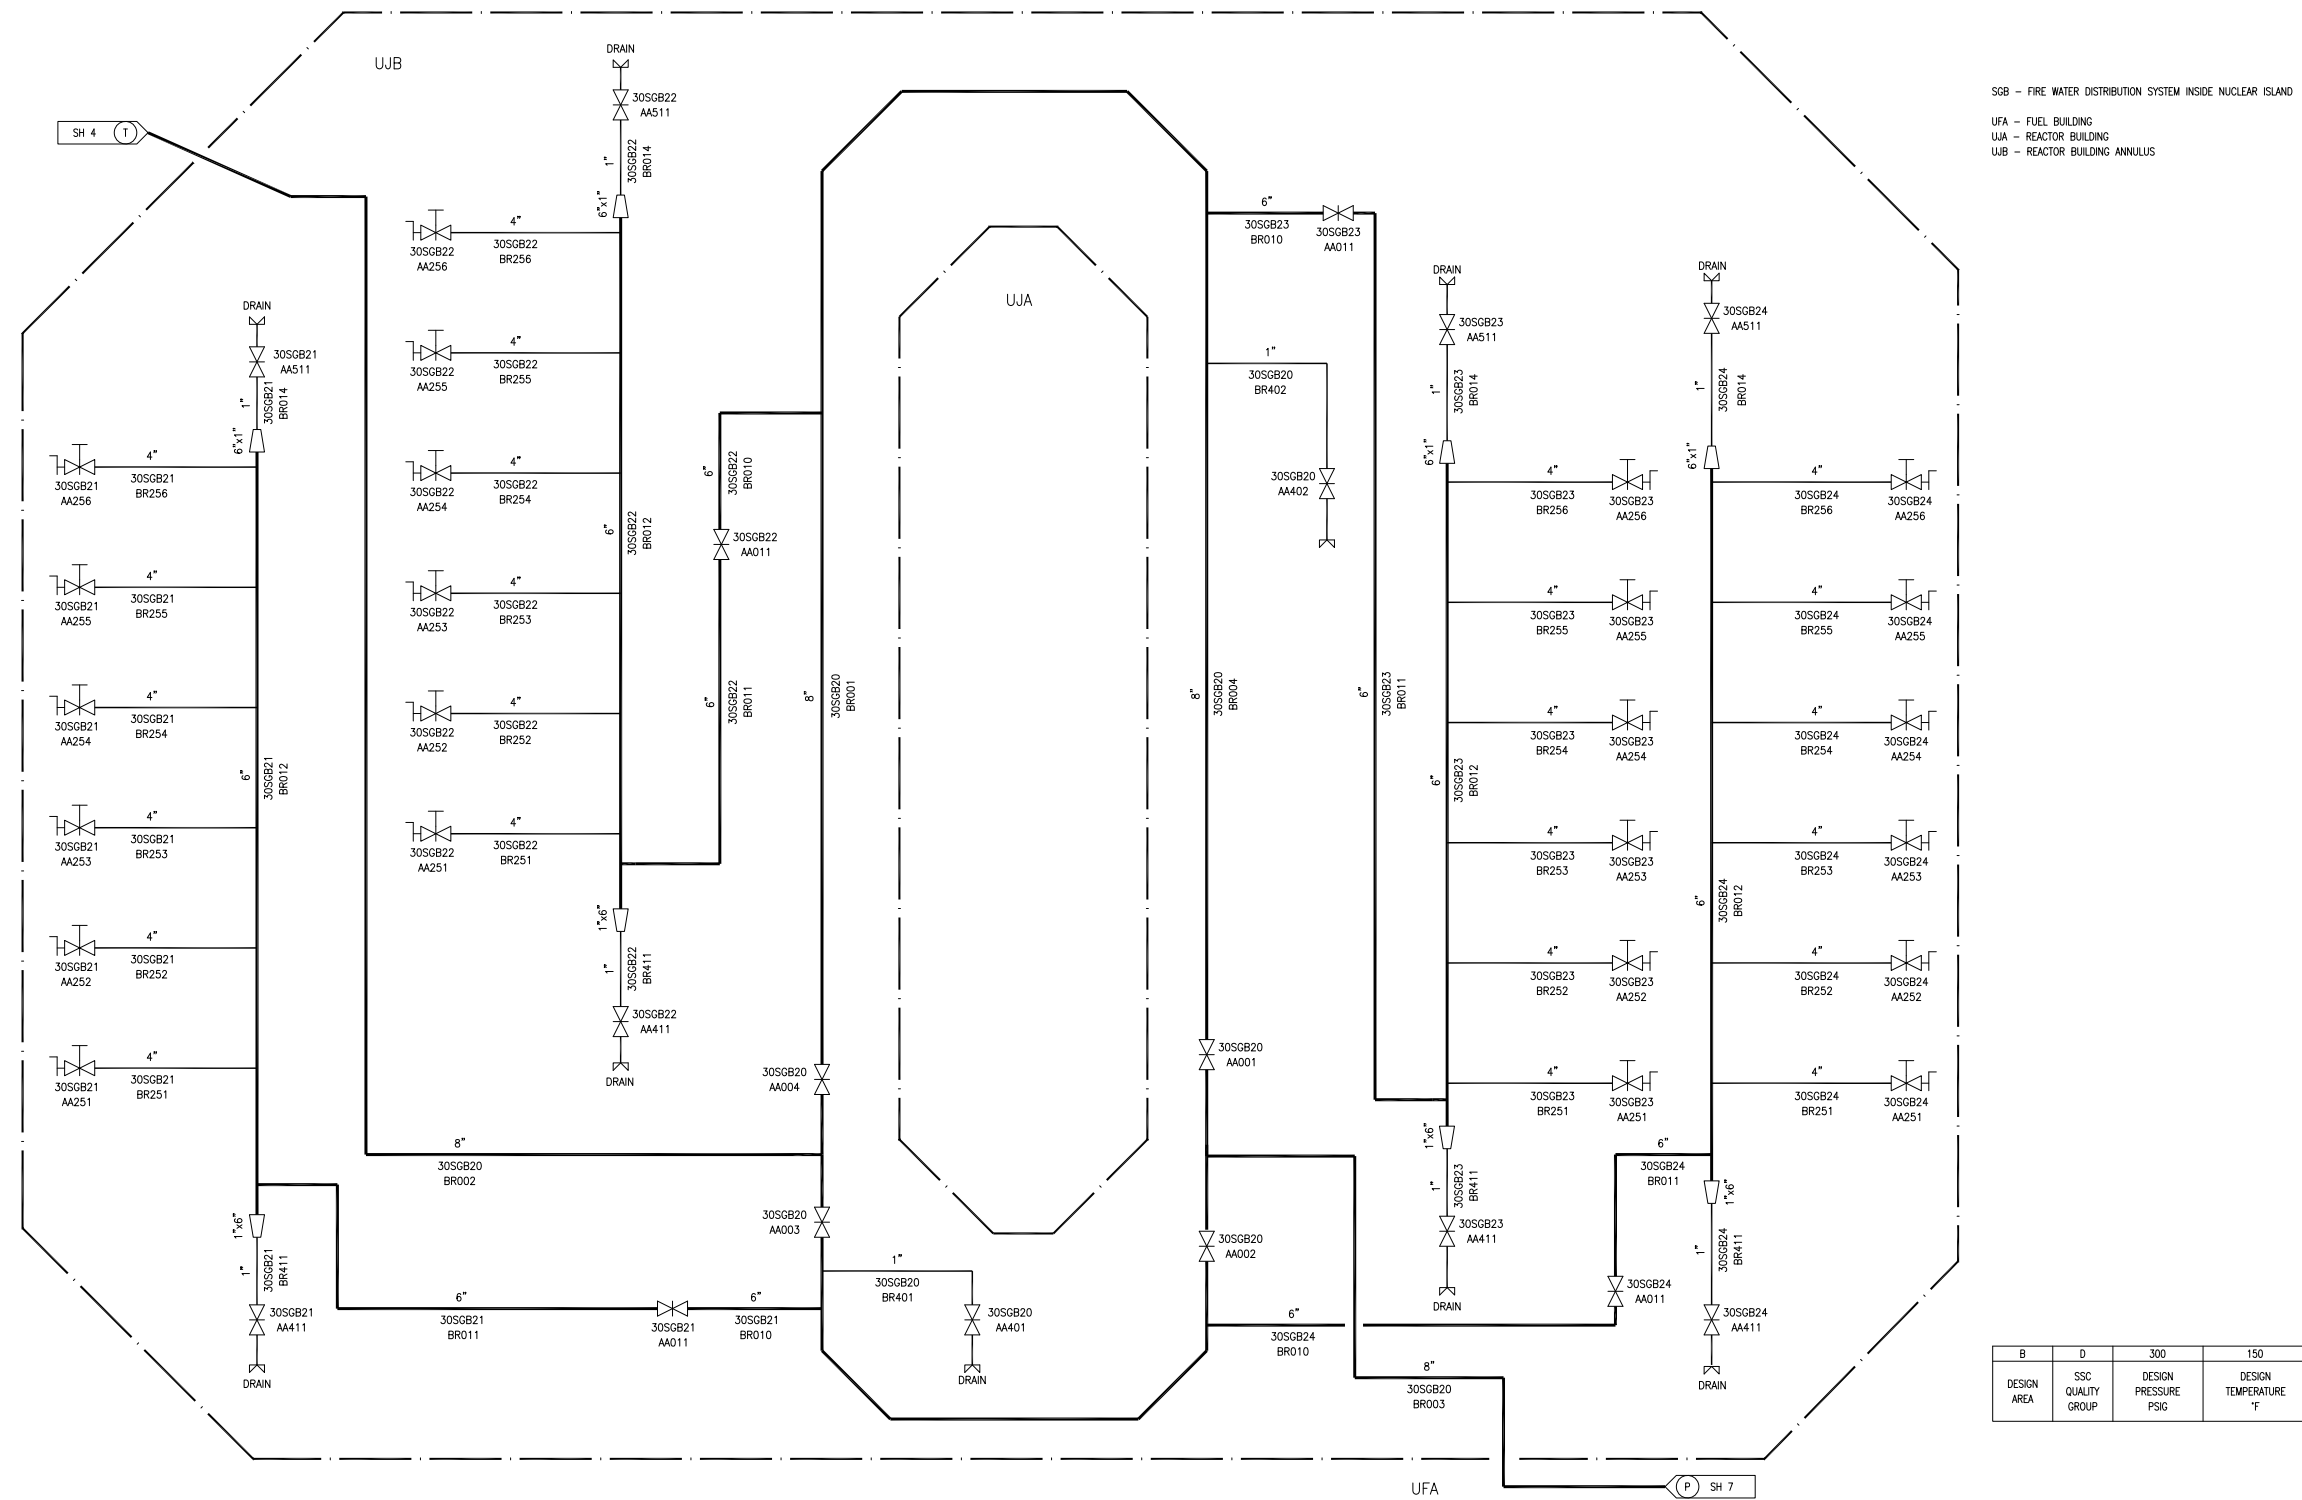 UJB
SH 4 T
DRAIN
30SGB22
AA511
1"
30SGB22
BR014
6"x1"
4"
30SGB22
BR256
30SGB22
AA256
4"
30SGB22
BR255
30SGB22
AA255
4"
30SGB22
BR254
30SGB22
AA254
4"
30SGB22
BR253
30SGB22
AA253
4"
30SGB22
BR252
30SGB22
AA252
4"
30SGB22
BR251
30SGB22
AA251
6"
30SGB22
BR012
1"x6"
1"
30SGB22
BR411
30SGB22
AA411
DRAIN
6"
30SGB22
BR010
30SGB22
AA011
6"
30SGB22
BR011
DRAIN
30SGB21
AA511
1"
30SGB21
BR014
6"x1"
4"
30SGB21
BR256
30SGB21
AA256
4"
30SGB21
BR255
30SGB21
AA255
4"
30SGB21
BR254
30SGB21
AA254
4"
30SGB21
BR253
30SGB21
AA253
4"
30SGB21
BR252
30SGB21
AA252
4"
30SGB21
BR251
30SGB21
AA251
6"
30SGB21
BR012
1"x6"
1"
30SGB21
BR411
30SGB21
AA411
DRAIN
6"
30SGB21
BR011
30SGB21
AA011
6"
30SGB21
BR010
8"
30SGB20
BR002
8"
30SGB20
BR001
30SGB20
AA004
30SGB20
AA003
1"
30SGB20
BR401
30SGB20
AA401
DRAIN
UJA
8"
30SGB20
BR004
30SGB20
AA001
30SGB20
AA002
6"
30SGB23
BR010
30SGB23
AA011
1"
30SGB20
BR402
30SGB20
AA402
6"
30SGB23
BR011
DRAIN
30SGB23
AA511
1"
30SGB23
BR014
6"x1"
4"
30SGB23
BR256
30SGB23
AA256
4"
30SGB23
BR255
30SGB23
AA255
4"
30SGB23
BR254
30SGB23
AA254
4"
30SGB23
BR253
30SGB23
AA253
4"
30SGB23
BR252
30SGB23
AA252
4"
30SGB23
BR251
30SGB23
AA251
6"
30SGB23
BR012
1"x6"
1"
30SGB23
BR411
30SGB23
AA411
DRAIN
DRAIN
30SGB24
AA511
1"
30SGB24
BR014
6"x1"
4"
30SGB24
BR256
30SGB24
AA256
4"
30SGB24
BR255
30SGB24
AA255
4"
30SGB24
BR254
30SGB24
AA254
4"
30SGB24
BR253
30SGB24
AA253
4"
30SGB24
BR252
30SGB24
AA252
4"
30SGB24
BR251
30SGB24
AA251
6"
30SGB24
BR012
6"
30SGB24
BR011
1"x6"
1"
30SGB24
BR411
30SGB24
AA411
DRAIN
30SGB24
AA011
6"
30SGB24
BR010
8"
30SGB20
BR003
UFA
P SH 7
SGB – FIRE WATER DISTRIBUTION SYSTEM INSIDE NUCLEAR ISLAND
UFA – FUEL BUILDING
UJA – REACTOR BUILDING
UJB – REACTOR BUILDING ANNULUS
B D 300 150
DESIGN
AREA
SSC
QUALITY
GROUP
DESIGN
PRESSURE
PSIG
DESIGN
TEMPERATURE
°F